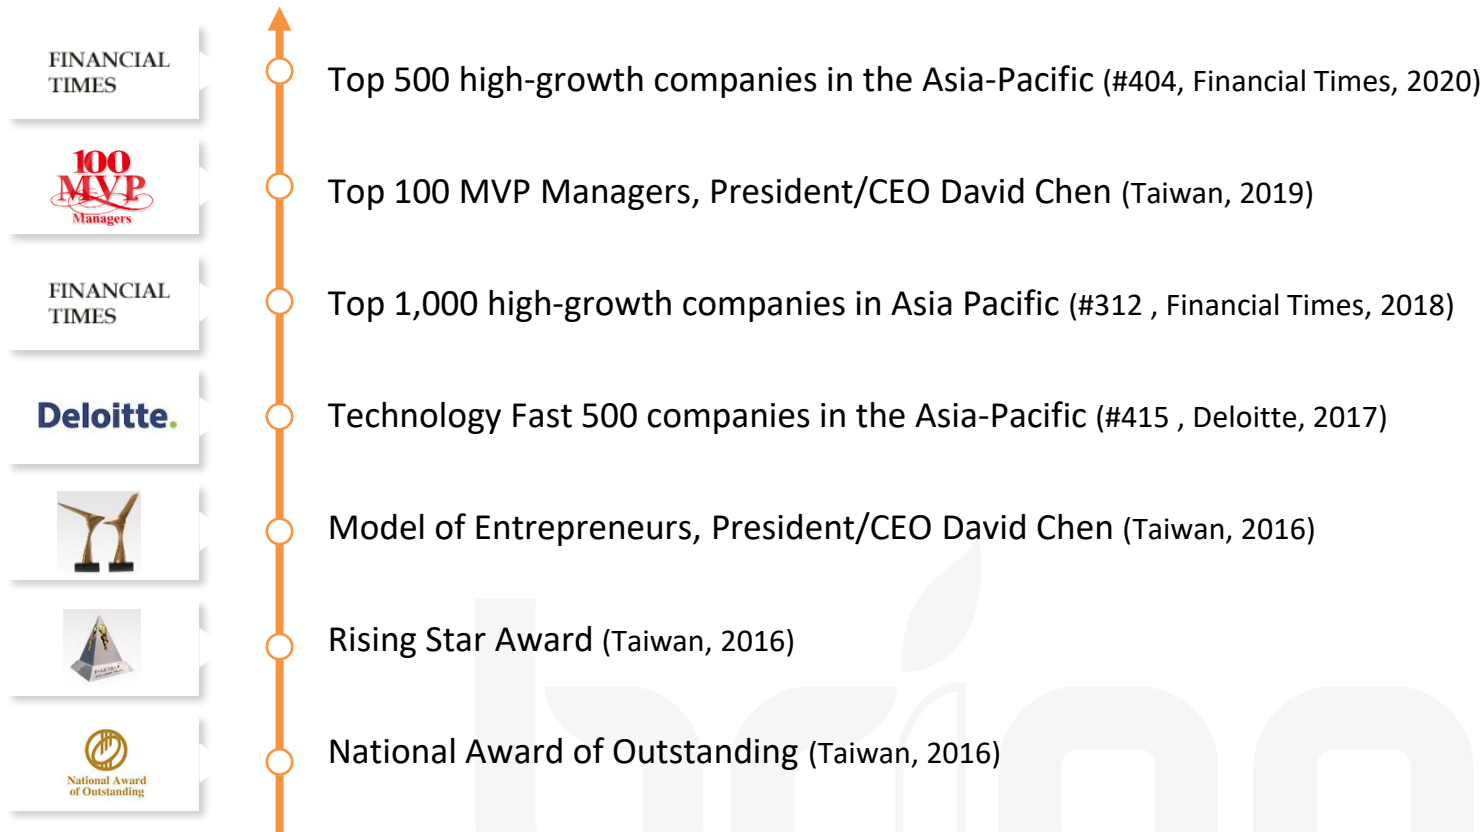 FINANCIAL
TIMES
Top 500 high-growth companies in the Asia-Pacific (#404, Financial Times, 2020)
100
MVP
Managers
Top 100 MVP Managers, President/CEO David Chen (Taiwan, 2019)
FINANCIAL
TIMES
Top 1,000 high-growth companies in Asia Pacific (#312 , Financial Times, 2018)
Deloitte.
Technology Fast 500 companies in the Asia-Pacific (#415 , Deloitte, 2017)
Model of Entrepreneurs, President/CEO David Chen (Taiwan, 2016)
Rising Star Award (Taiwan, 2016)
National Award
of Outstanding
National Award of Outstanding (Taiwan, 2016)